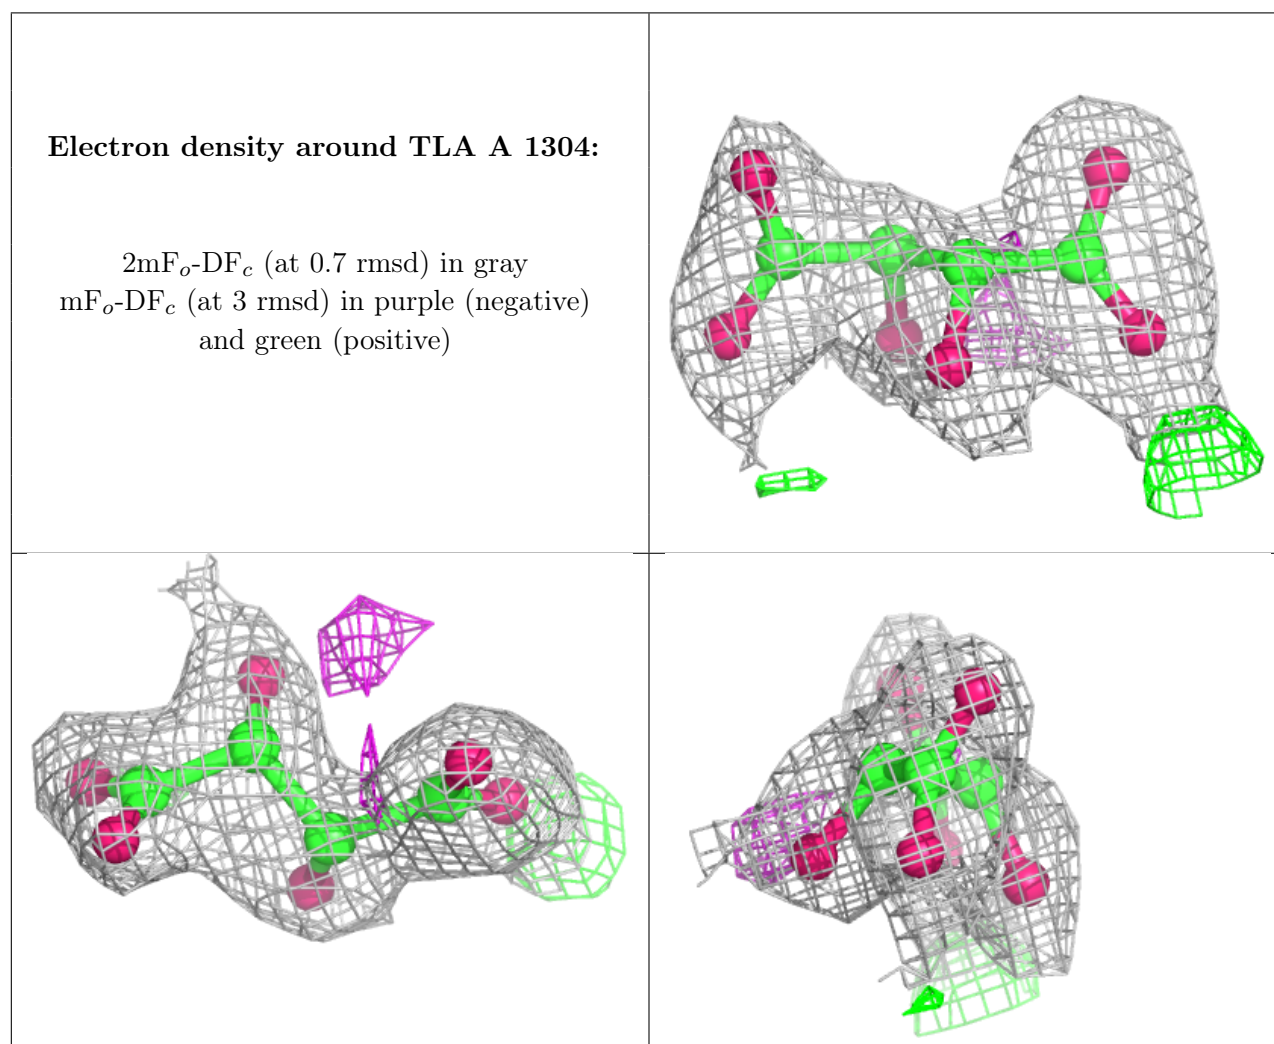 Electron density around TLA A 1304:
2mFo-DFc (at 0.7 rmsd) in gray
mFo-DFc (at 3 rmsd) in purple (negative)
and green (positive)